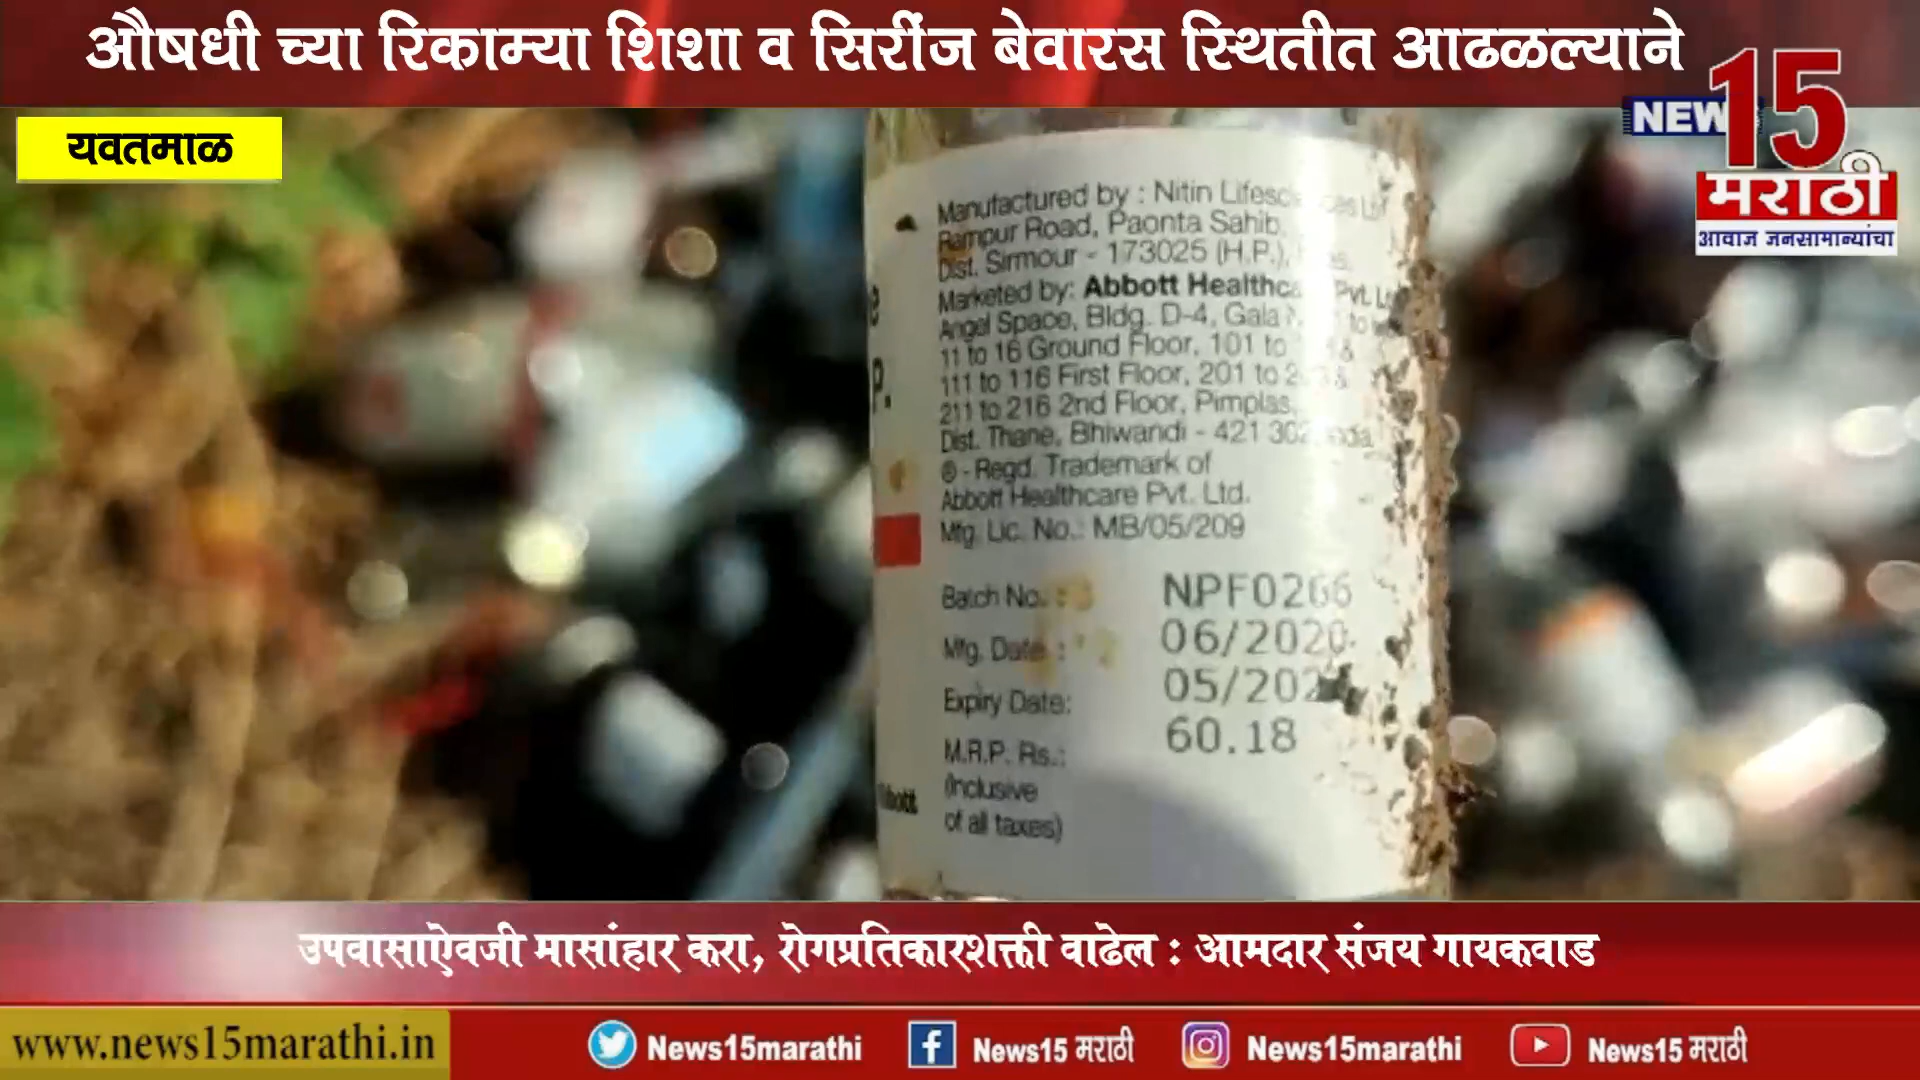 औषधी च्या रिकाम्या शिशा व सिरींज बेवारस स्थितीत आढळल्याने
यवतमाळ
NEW 15
मराठी
आवाज जनसामान्यांचा
Manufactured by : Nitin
Rampur Road, Paonta Sahib,
Dist. Sirmour - 173025 (H.P.),
Marketed by: Abbott Pvt.
Angel Space, Bldg. D-4, Gala
11 to 16 Ground Floor, 101 to
111 to 116 First Floor, 201 to
211 to 216 2nd Floor, Pimplas,
Dist. Thane, Bhiwandi - 421
® - Regd. Trademark of
Abbott Healthcare Pvt. Ltd.
Mfg. Lic. No.: MB/05/209
Batch No. : NPF0266
Mfg. Date : 06/2020
Expiry Date:
M.R.P. Rs.: 60.18
(Inclusive
of all taxes)
उपवासाऐवजी मासांहार करा, रोगप्रतिकारशक्ती वाढेल : आमदार संजय गायकवाड
www.news15marathi.in
News15marathi
News15 मराठी
News15marathi
News15 मराठी